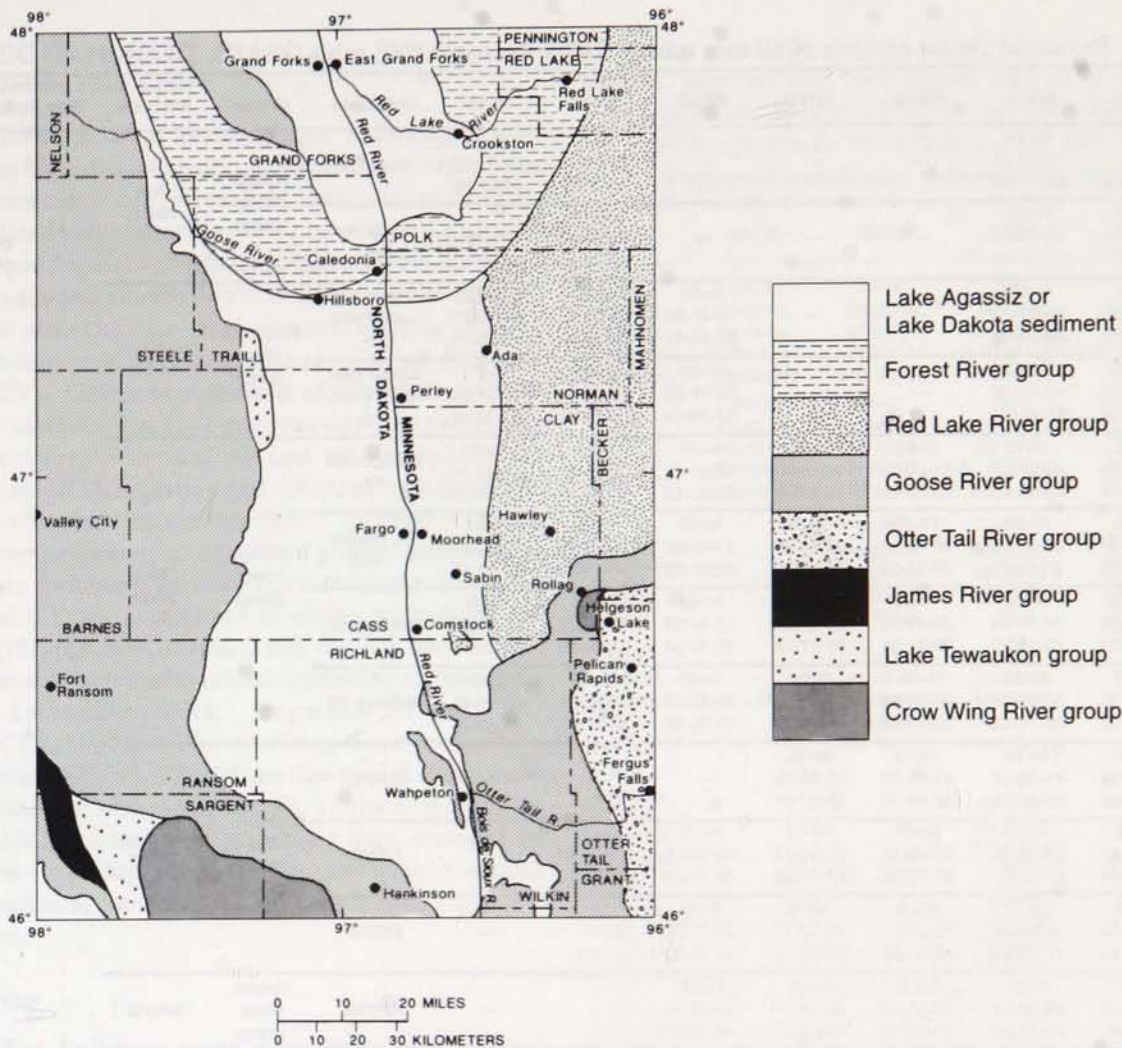 98°
97°
96°
48°
48°
PENNINGTON
RED LAKE
Grand Forks
East Grand Forks
Red Lake Falls
Red Lake River
Crookston
NELSON
Red River
GRAND FORKS
POLK
Goose River
Caledonia
Hillsboro
NORTH DAKOTA
MINNESOTA
MAHNOMEN
STEELE
TRAILL
Ada
Perley
NORMAN
CLAY
BECKER
47°
47°
Valley City
Fargo
Moorhead
Hawley
Sabin
Rollag
Helgeson
Lake
BARNES
CASS
Comstock
RICHLAND
Fort
Ransom
Red River
Pelican
Rapids
Fergus
Falls
RANSOM
SARGENT
Wahpeton
Otter Tail R.
Bois de Sioux R.
OTTER
TAIL
GRANT
Hankinson
WILKIN
46°
46°
98°
97°
96°
0 10 20 MILES
0 10 20 30 KILOMETERS
Lake Agassiz or
Lake Dakota sediment
Forest River group
Red Lake River group
Goose River group
Otter Tail River group
James River group
Lake Tewaukon group
Crow Wing River group